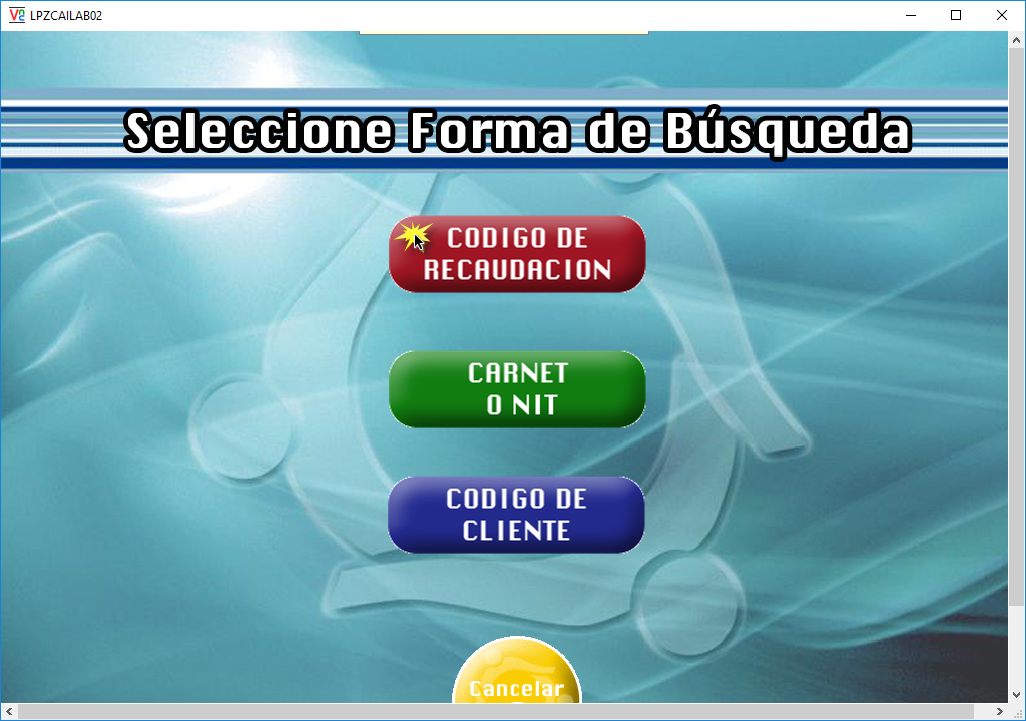 LPZCAILAB02
Seleccione Forma de Búsqueda
CODIGO DE
RECAUDACION
CARNET
O NIT
CODIGO DE
CLIENTE
Cancelar